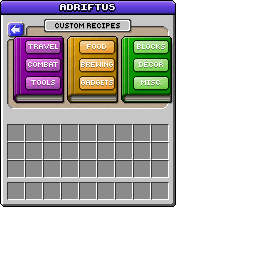 ADRIFTUS
CUSTOM RECIPES
TRAVEL FOOD BLOCKS
COMBAT BREWING DECOR
TOOLS GADGETS MISC